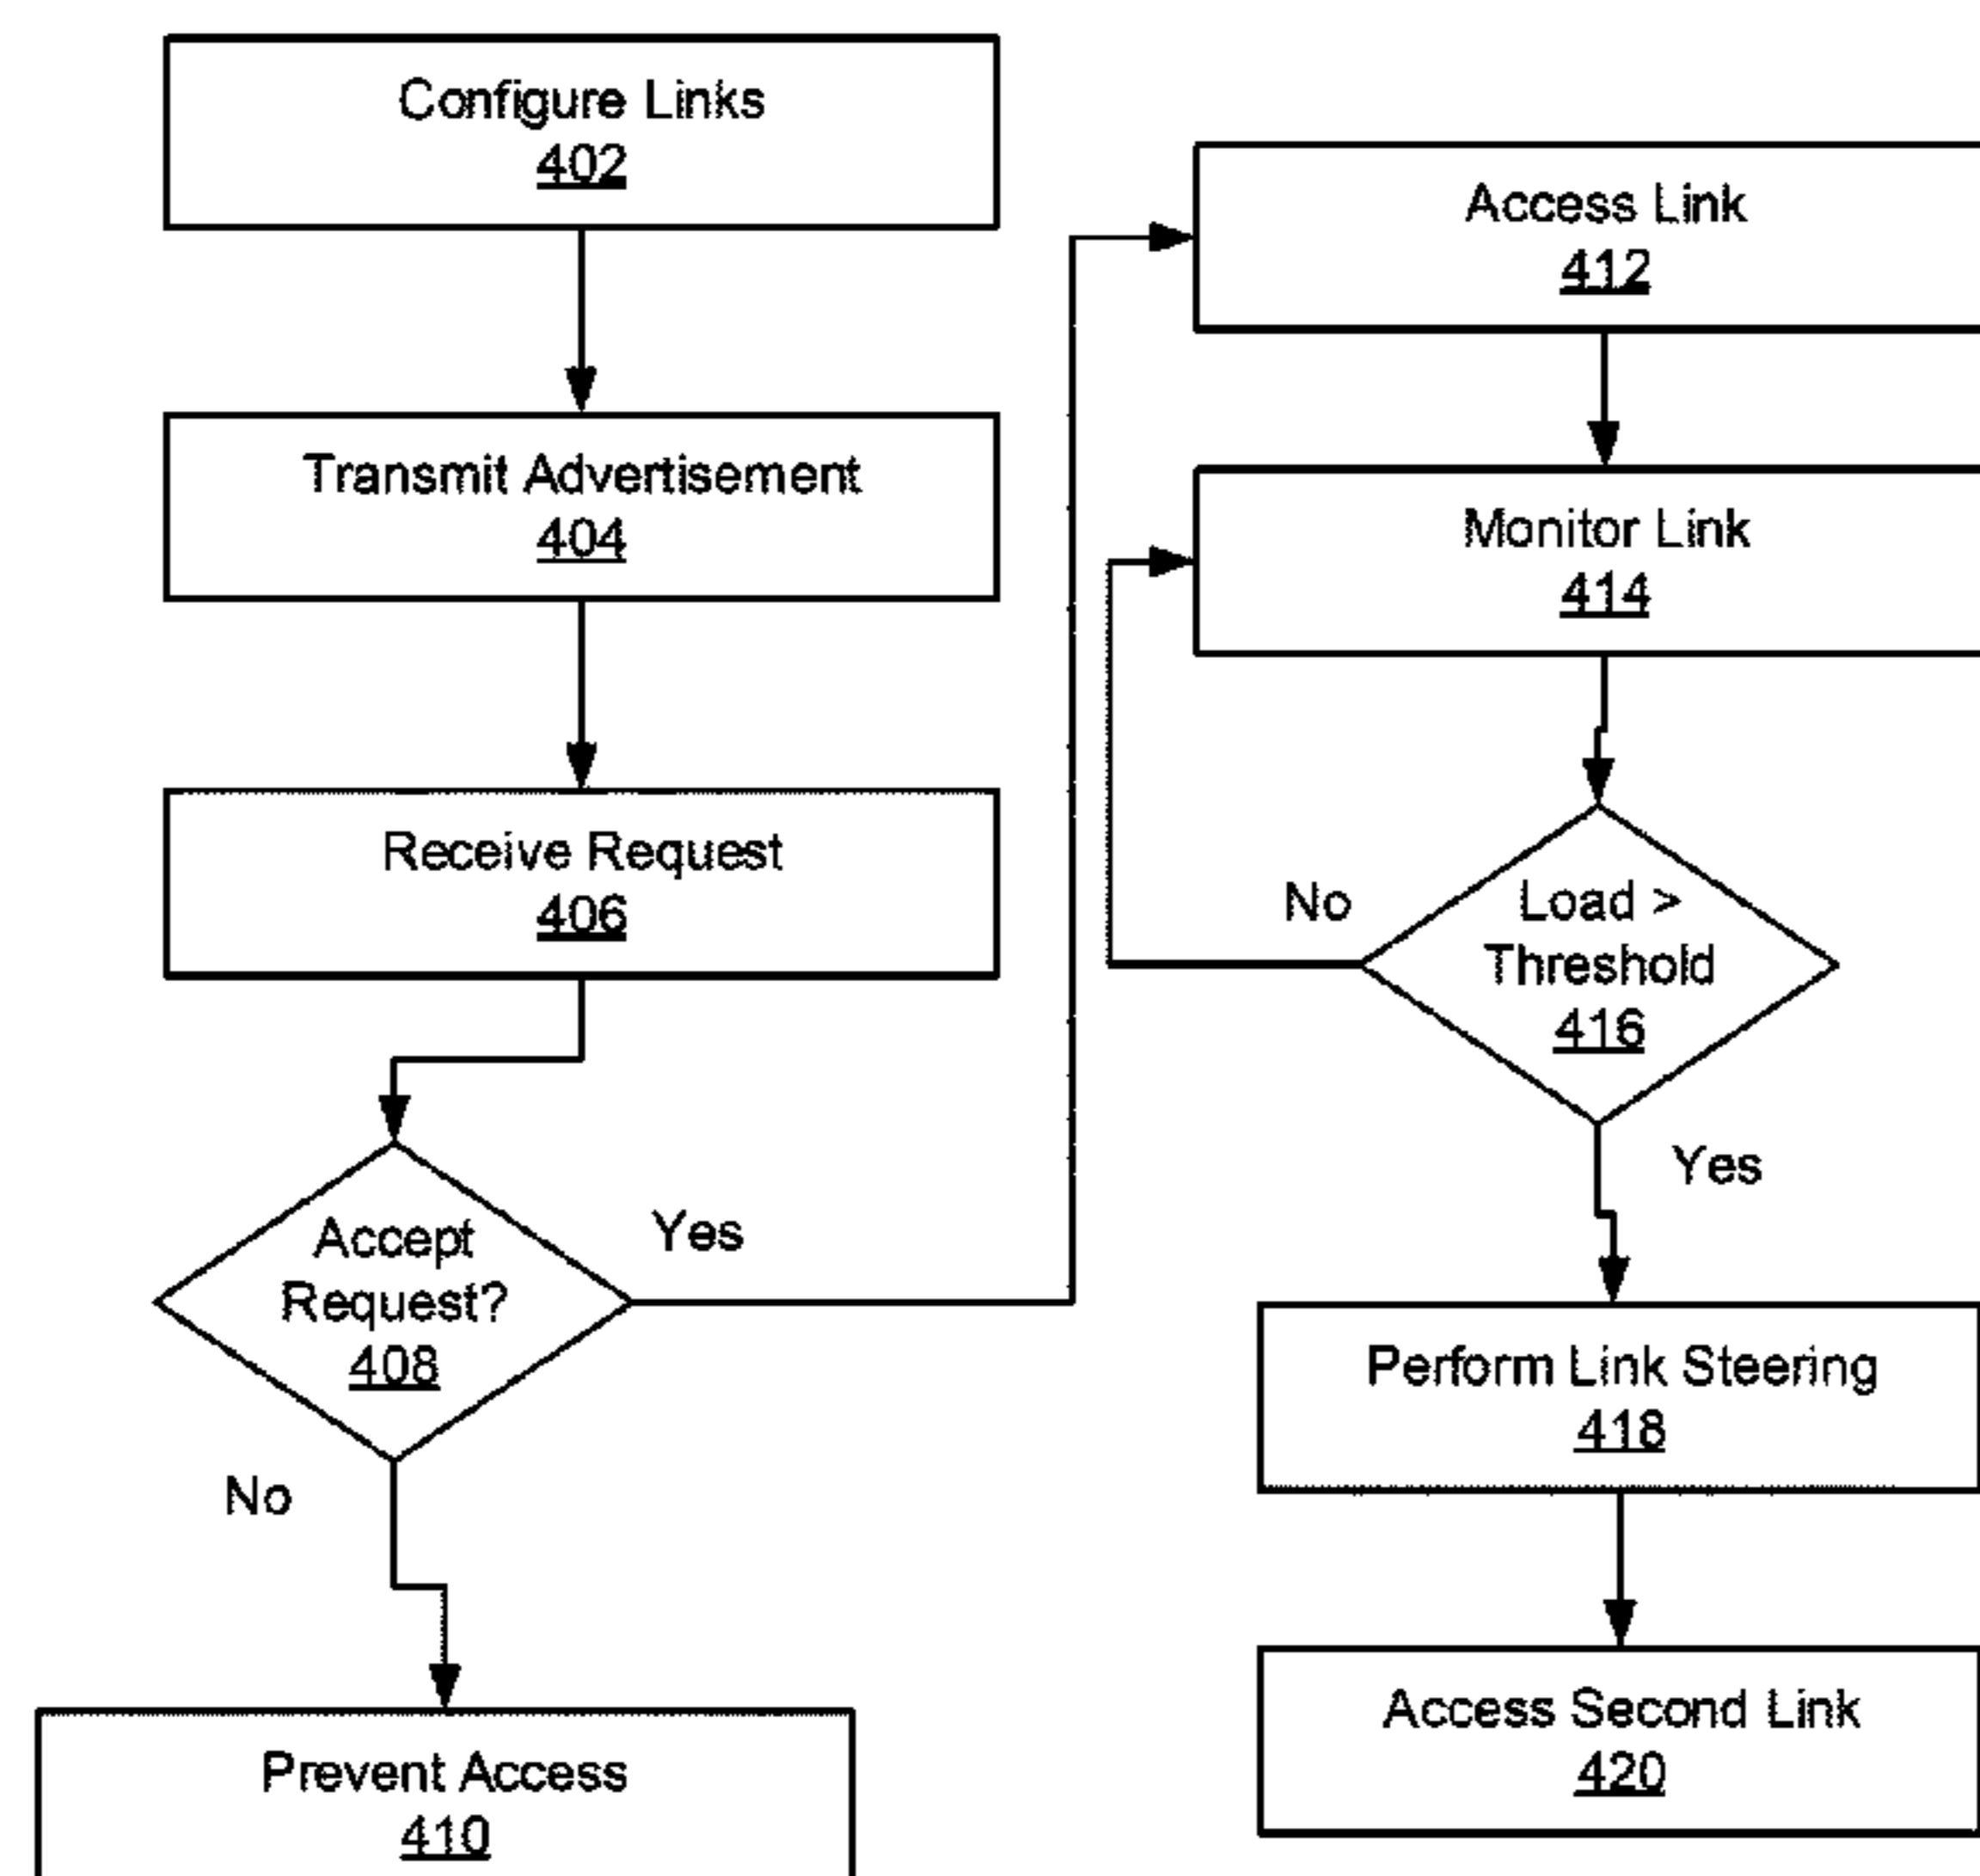 Configure Links
402
Transmit Advertisement
404
Receive Request
406
Accept
Request?
408
Yes
No
Prevent Access
410
Access Link
412
Monitor Link
414
Load >
Threshold
416
No
Yes
Perform Link Steering
418
Access Second Link
420